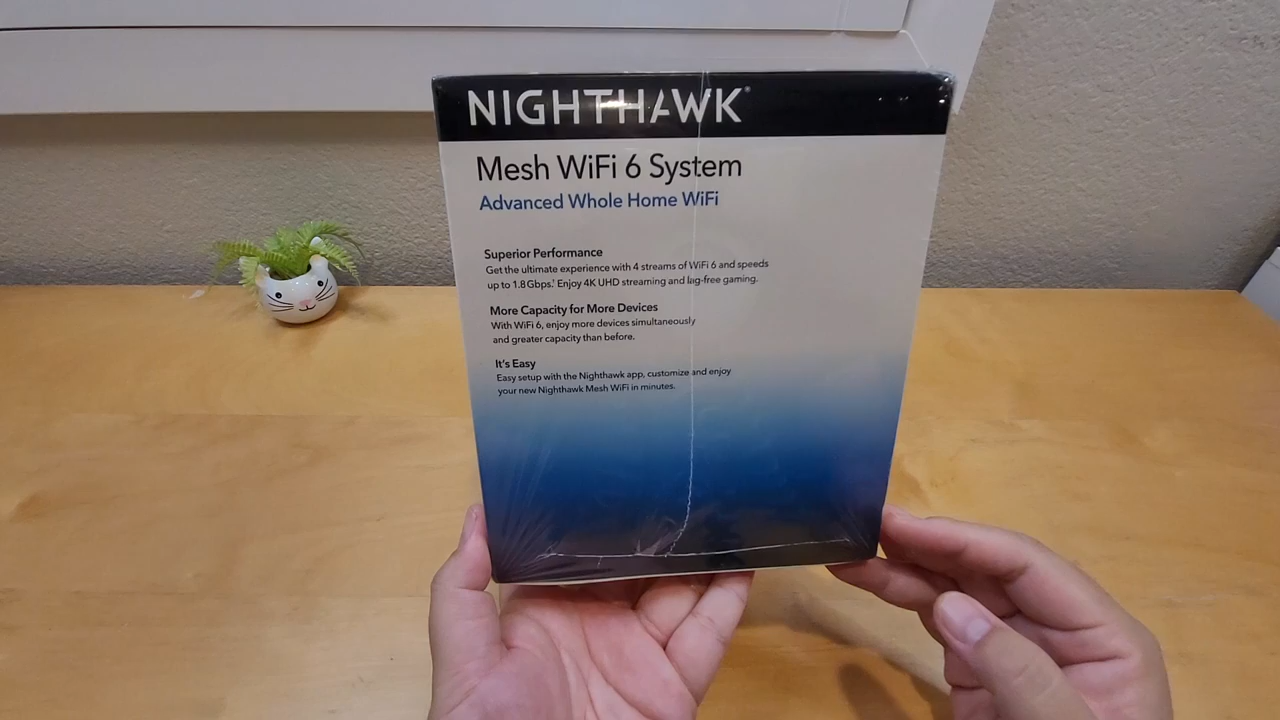 NIGHTHAWK®
Mesh WiFi 6 System
Advanced Whole Home WiFi
Superior Performance
Get the ultimate experience with 4 streams of WiFi 6 and speeds
up to 1.8Gbps.† Enjoy 4K UHD streaming and lag-free gaming.
More Capacity for More Devices
With WiFi 6, enjoy more devices simultaneously
and greater capacity than before.
It's Easy
Easy setup with the Nighthawk app, customize and enjoy
your new Nighthawk Mesh WiFi in minutes.